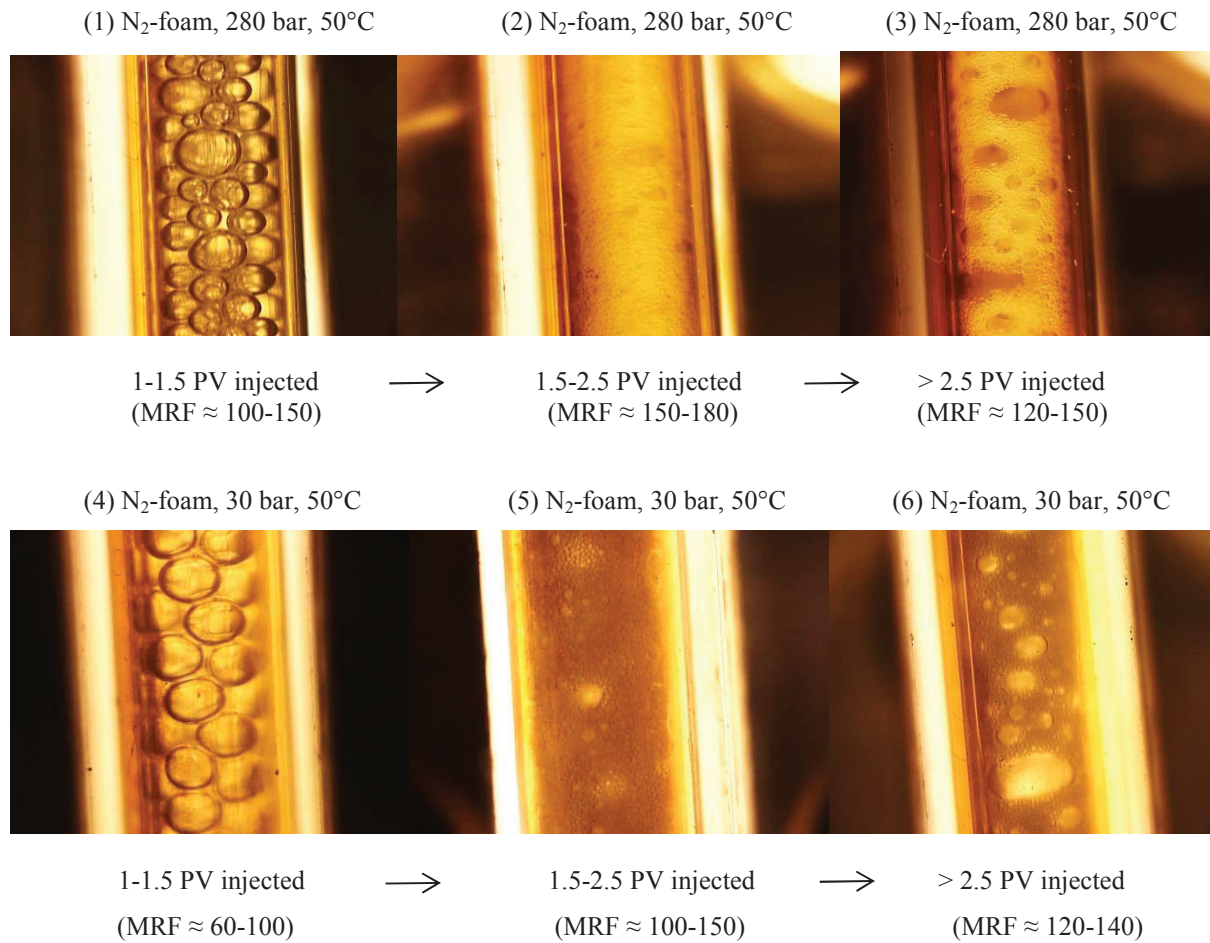 (1) N₂-foam, 280 bar, 50°C
(2) N₂-foam, 280 bar, 50°C
(3) N₂-foam, 280 bar, 50°C
1-1.5 PV injected
(MRF ≈ 100-150)
→
1.5-2.5 PV injected
(MRF ≈ 150-180)
→
> 2.5 PV injected
(MRF ≈ 120-150)
(4) N₂-foam, 30 bar, 50°C
(5) N₂-foam, 30 bar, 50°C
(6) N₂-foam, 30 bar, 50°C
1-1.5 PV injected
(MRF ≈ 60-100)
→
1.5-2.5 PV injected
(MRF ≈ 100-150)
→
> 2.5 PV injected
(MRF ≈ 120-140)